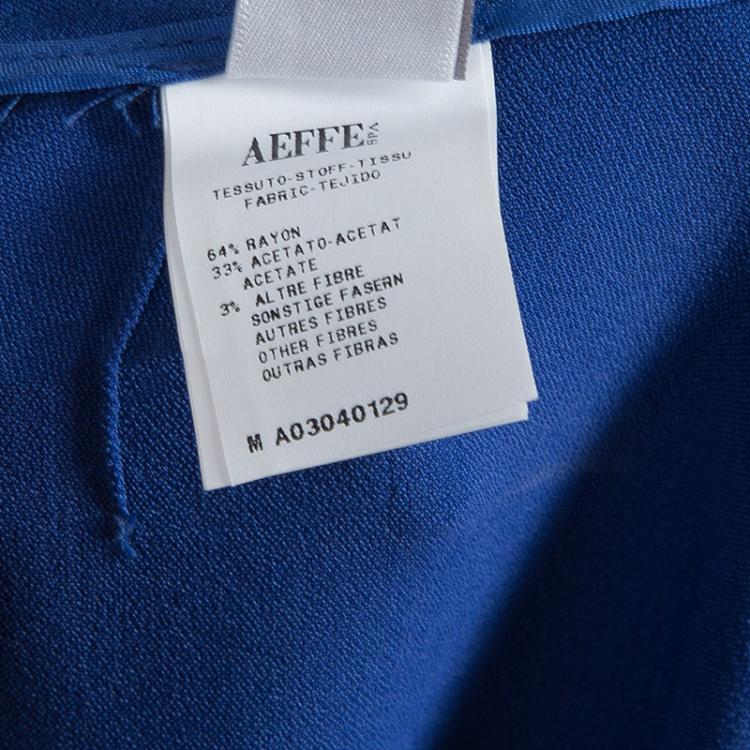 AEFFE SPA
TESSUTO-STOFF-TISSU
FABRIC-TEJIDO
64% RAYON
33% ACETATO-ACETAT
ACETATE
3% ALTRE FIBRE
SONSTIGE FASERN
AUTRES FIBRES
OTHER FIBRES
OUTRAS FIBRAS
M A03040129